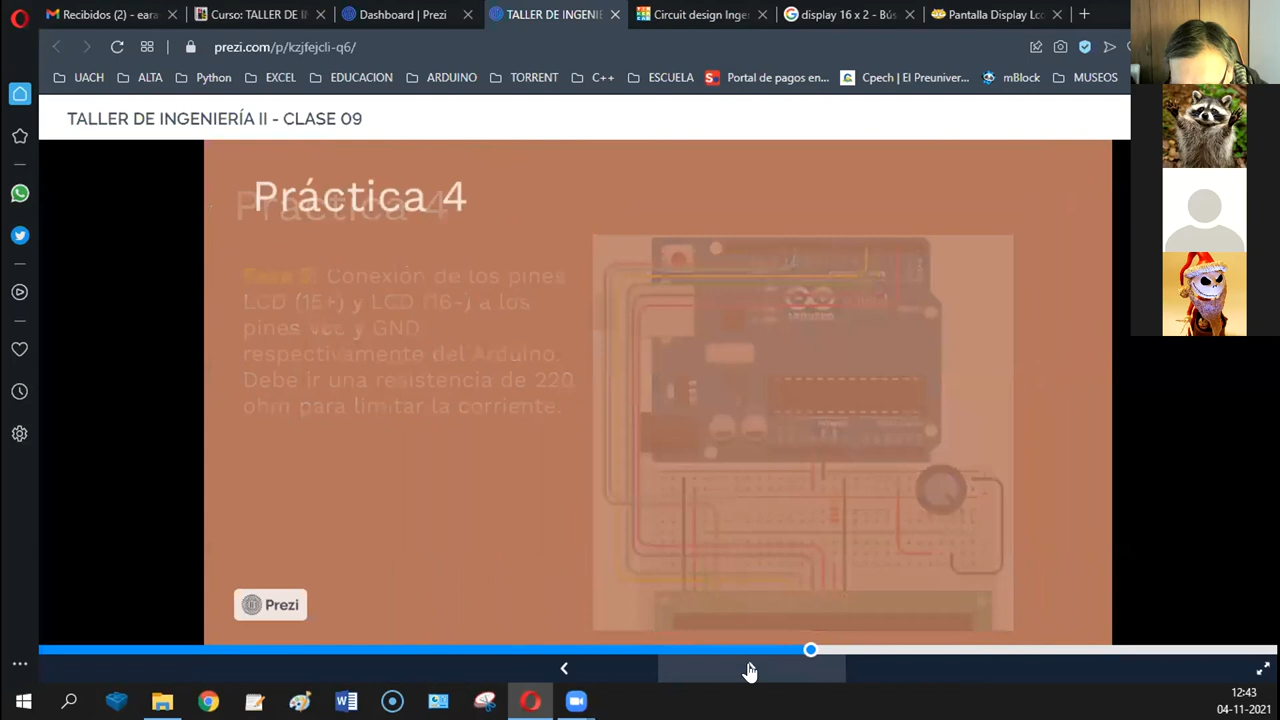 Recibidos (2) - eara
Curso: TALLER DE I
Dashboard | Prezi
TALLER DE INGENIE
Circuit design Inge
display 16 x 2 - Bús
Pantalla Display Lc
prezi.com/p/kzjfejcli-q6/
UACH
ALTA
Python
EXCEL
EDUCACION
ARDUINO
TORRENT
C++
ESCUELA
Portal de pagos en...
Cpech | El Preuniver...
mBlock
MUSEOS
TALLER DE INGENIERÍA II - CLASE 09
Práctica 4
Conexión de los pines
LCD (15+) y LCD (16-) a los
pines vcc y GND
respectivamente del Arduino.
Debe ir una resistencia de 220
ohm para limitar la corriente.
Prezi
12:43
04-11-2021